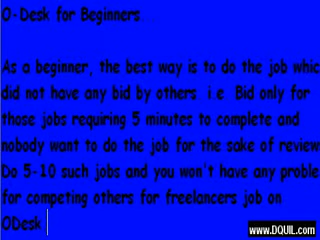 O-Desk for Beginners
As a beginner, the best way is to do the job whic
did not have any bid by others i.e Bid only for
those jobs requiring 5 minutes to complete and
nobody want to do the job for the sake of review
Do 5-10 such jobs and you won't have any proble
for competing others for freelancers job on
ODesk
www.DQUIL.com